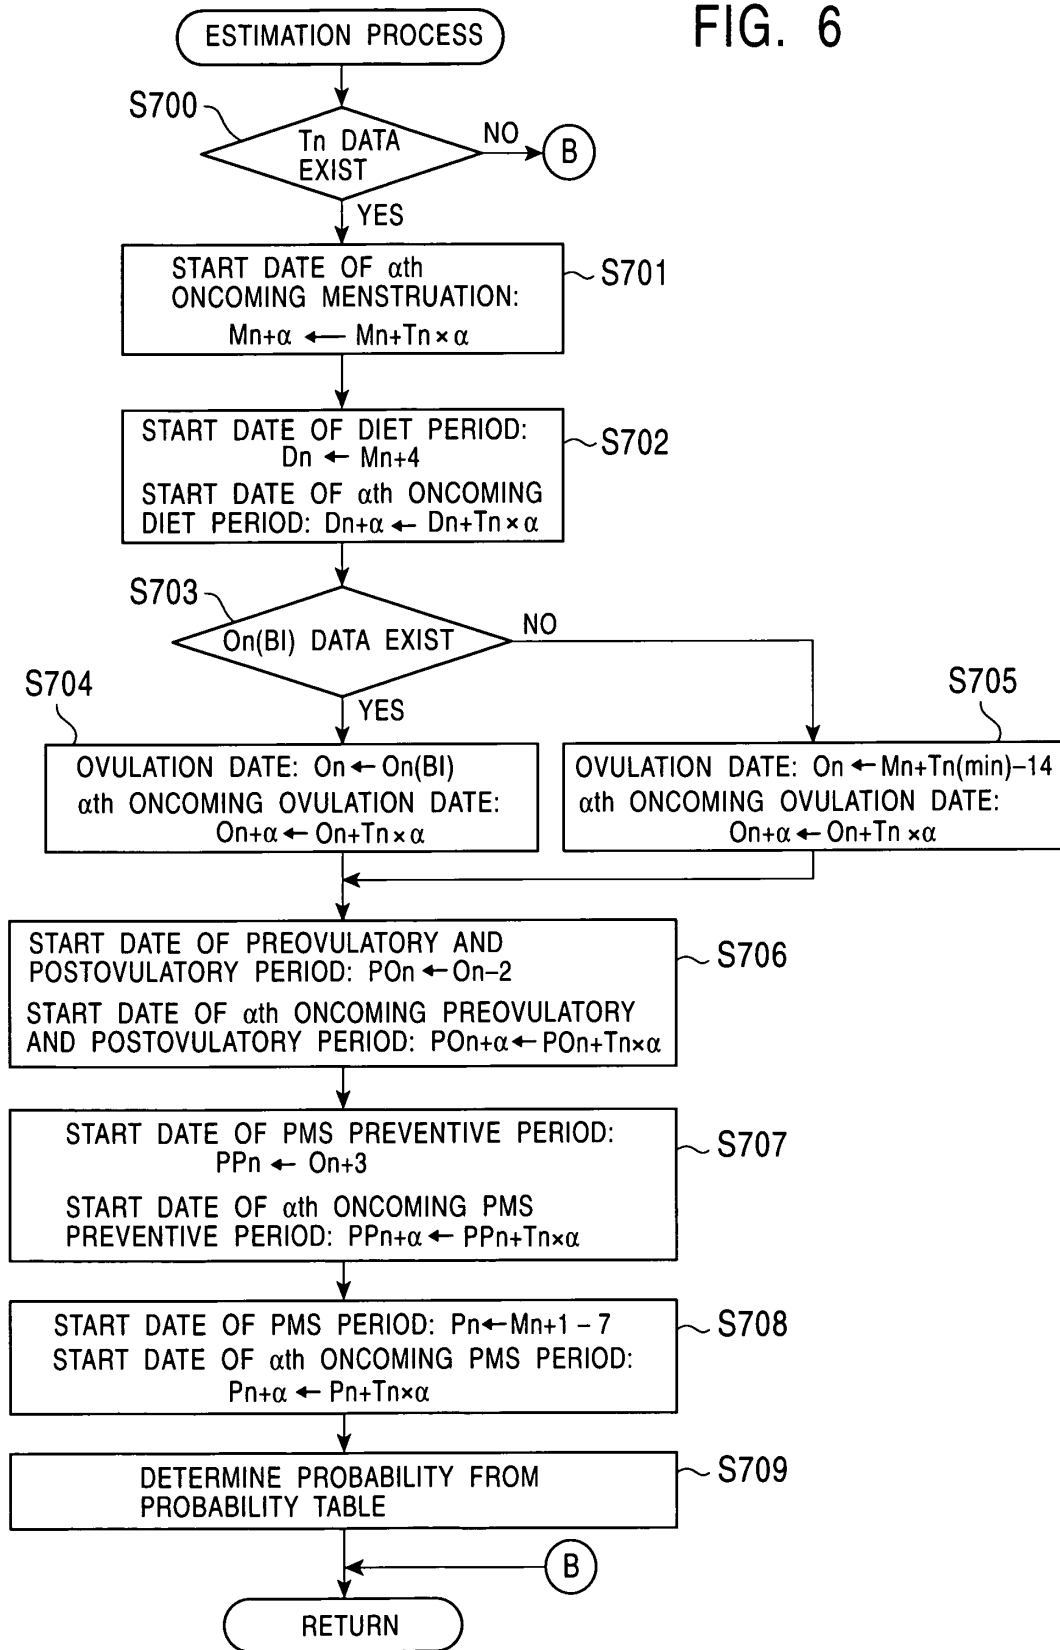 FIG. 6
ESTIMATION PROCESS
S700
Tn DATA
EXIST
NO
B
YES
START DATE OF αth
ONCOMING MENSTRUATION:
Mn+α ← Mn+Tn×α
S701
START DATE OF DIET PERIOD:
Dn ← Mn+4
START DATE OF αth ONCOMING
DIET PERIOD: Dn+α ← Dn+Tn×α
S702
S703
On(BI) DATA EXIST
NO
YES
S704
OVULATION DATE: On←On(BI)
αth ONCOMING OVULATION DATE:
On+α←On+Tn×α
S705
OVULATION DATE: On←Mn+Tn(min)−14
αth ONCOMING OVULATION DATE:
On+α←On+Tn ×α
START DATE OF PREOVULATORY AND
POSTOVULATORY PERIOD: POn←On−2
START DATE OF αth ONCOMING PREOVULATORY
AND POSTOVULATORY PERIOD: POn+α←POn+Tn×α
S706
START DATE OF PMS PREVENTIVE PERIOD:
PPn ← On+3
START DATE OF αth ONCOMING PMS
PREVENTIVE PERIOD: PPn+α← PPn+Tn×α
S707
START DATE OF PMS PERIOD: Pn←Mn+1 − 7
START DATE OF αth ONCOMING PMS PERIOD:
Pn+α ← Pn+Tn×α
S708
DETERMINE PROBABILITY FROM
PROBABILITY TABLE
S709
B
RETURN